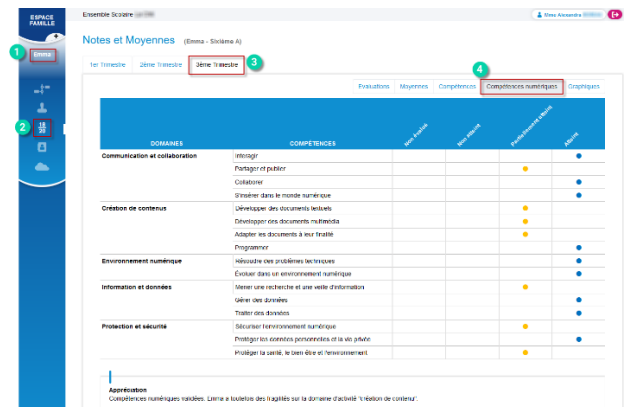 ESPACE
FAMILLE
Ensemble Scolaire
Mme Alexandra
Notes et Moyennes (Emma - Sixième A)
1
Emma
1er Trimestre 2ème Trimestre 3ème Trimestre 3
4
Evaluations Moyennes Compétences Compétences numériques Graphiques
2
DOMAINES COMPÉTENCES Non évalué Non atteint Partiellement atteint Atteint
Communication et collaboration Interagir
Partager et publier
Collaborer
S'insérer dans le monde numérique
Création de contenus Développer des documents textuels
Développer des documents multimédia
Adapter les documents à leur finalité
Programmer
Environnement numérique Résoudre des problèmes techniques
Évoluer dans un environnement numérique
Information et données Mener une recherche et une veille d'information
Gérer des données
Traiter des données
Protection et sécurité Sécuriser l'environnement numérique
Protéger les données personnelles et la vie privée
Protéger la santé, le bien être et l'environnement
Appréciation
Compétences numériques validées. Emma a toutefois des fragilités sur la domaine d'activité "création de contenu".